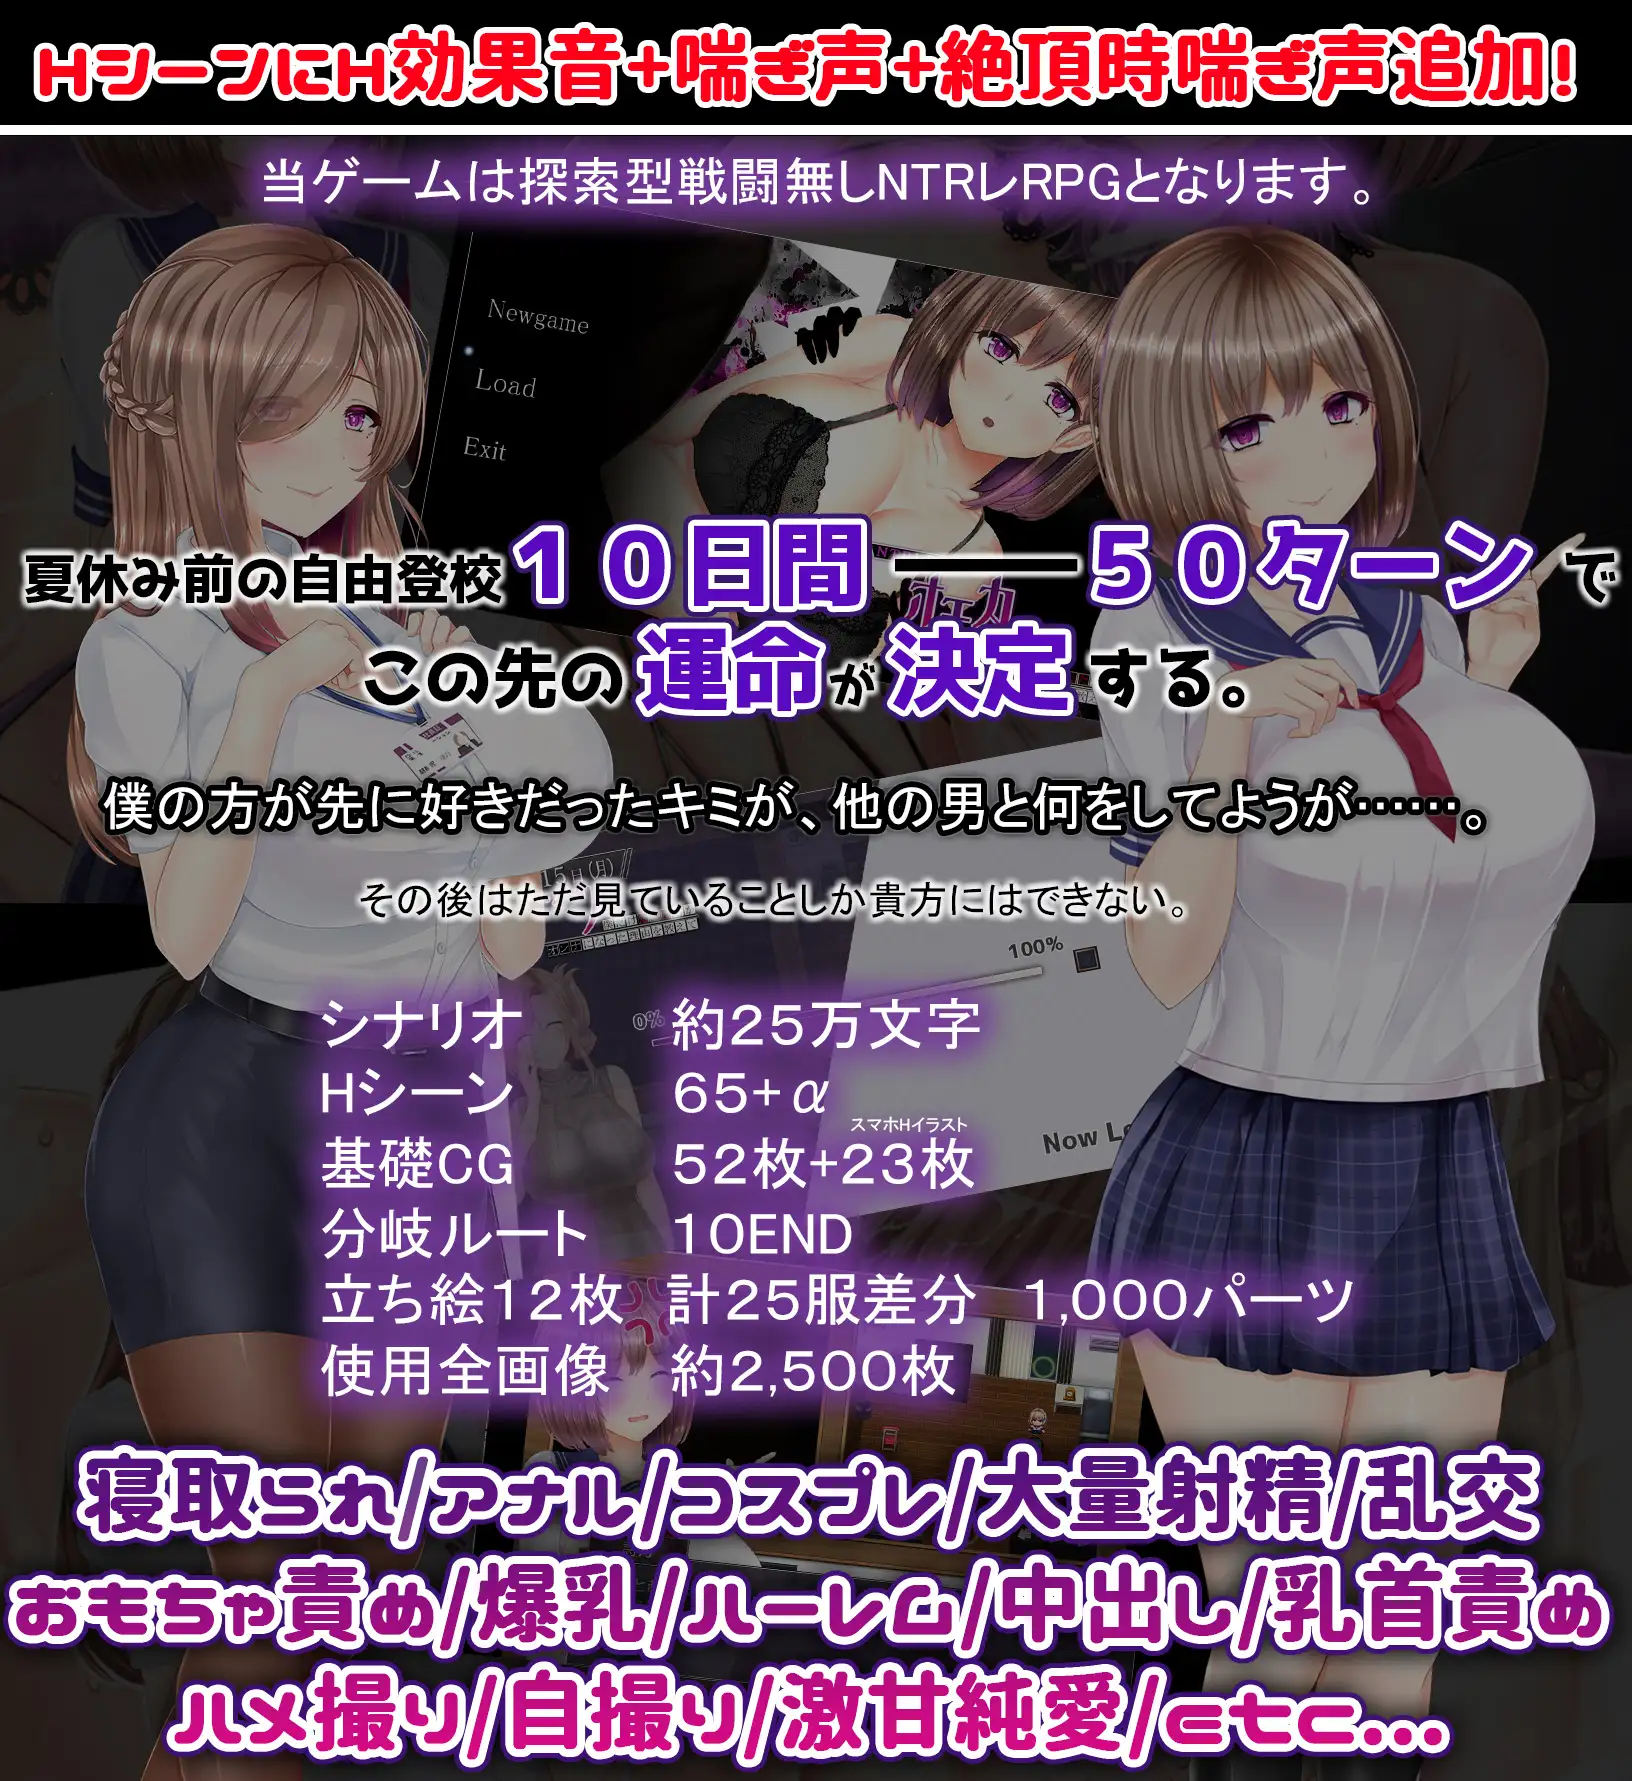 HシーンにH効果音+喘ぎ声+絶頂時喘ぎ声追加!
当ゲームは探索型戦闘無しNTRレRPGとなります。
Newgame
Load
Exit
夏休み前の自由登校10日間――50ターンで
この先の運命が決定する。
僕の方が先に好きだったキミが、他の男と何をしてようが……。
15日(月)
その後はただ見ていることしか貴方にはできない。
100%
0%
シナリオ 約25万文字
Hシーン 65+α
スマホHイラスト
基礎CG 52枚+23枚
分岐ルート 10END
立ち絵12枚 計25服差分 1,000パーツ
使用全画像 約2,500枚
Now
寝取られ/アナル/コスプレ/大量射精/乱交
おもちゃ責め/爆乳/ハーレム/中出し/乳首責め
ハメ撮り/自撮り/激甘純愛/etc...